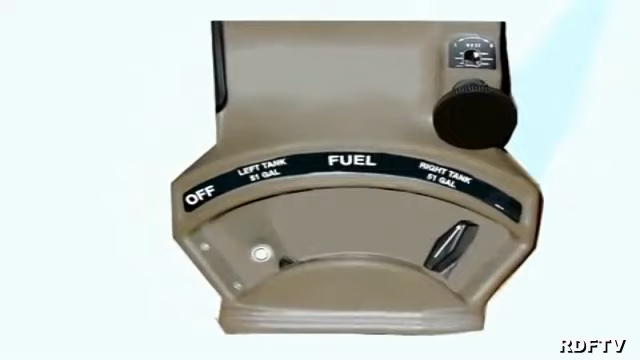 FUEL
LEFT TANK
51 GAL
RIGHT TANK
51 GAL
OFF
RDFTV